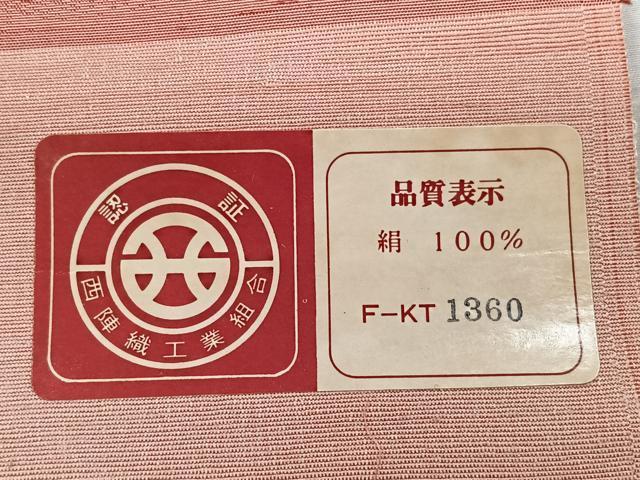 認証
西陣織工業組合
品質表示
絹 100%
F-KT 1360